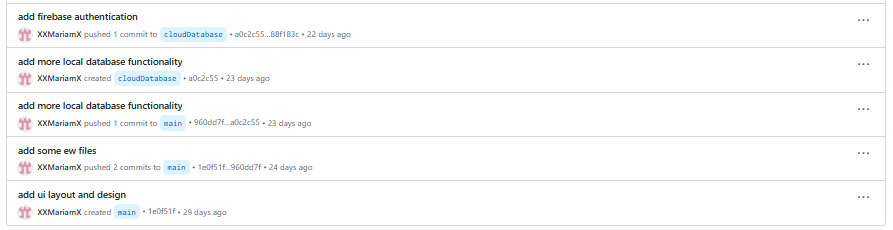 add firebase authentication
XXMariamX pushed 1 commit to cloudDatabase • a0c2c55...88f183c • 22 days ago
add more local database functionality
XXMariamX created cloudDatabase • a0c2c55 • 23 days ago
add more local database functionality
XXMariamX pushed 1 commit to main • 960dd7f...a0c2c55 • 23 days ago
add some ew files
XXMariamX pushed 2 commits to main • 1e0f51f...960dd7f • 24 days ago
add ui layout and design
XXMariamX created main • 1e0f51f • 29 days ago